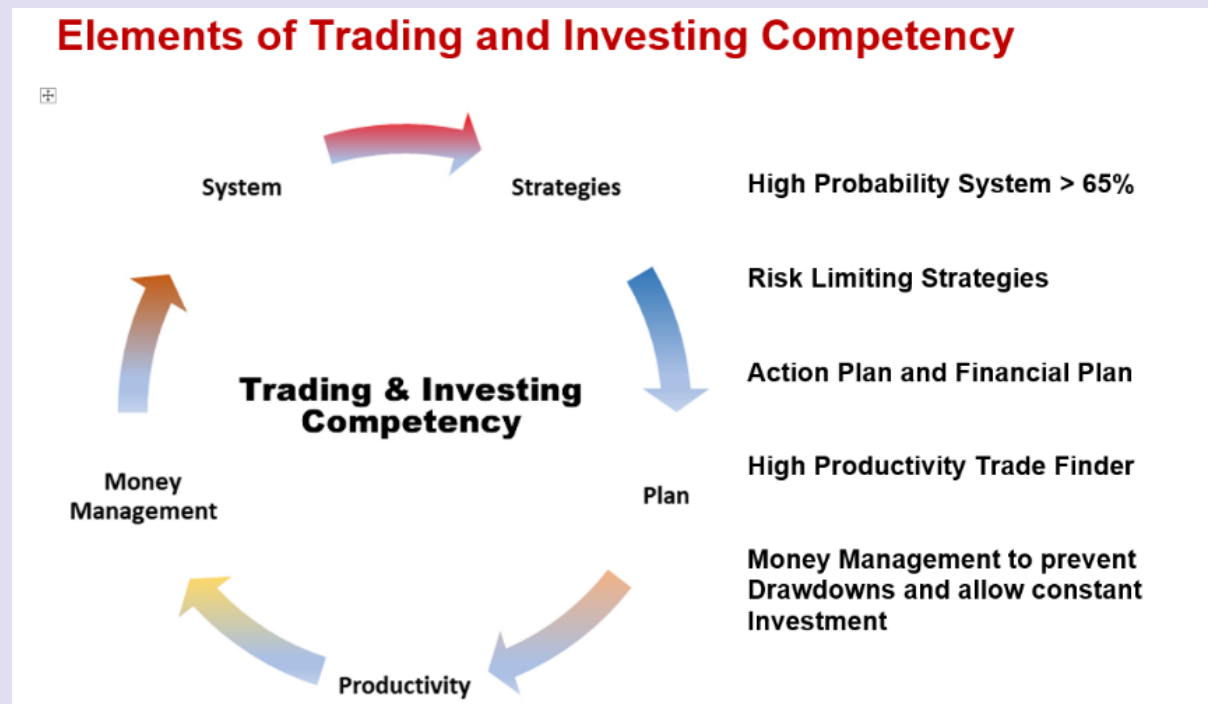 Elements of Trading and Investing Competency
System
Strategies
Trading & Investing
Competency
Money
Management
Plan
Productivity
High Probability System > 65%
Risk Limiting Strategies
Action Plan and Financial Plan
High Productivity Trade Finder
Money Management to prevent
Drawdowns and allow constant
Investment